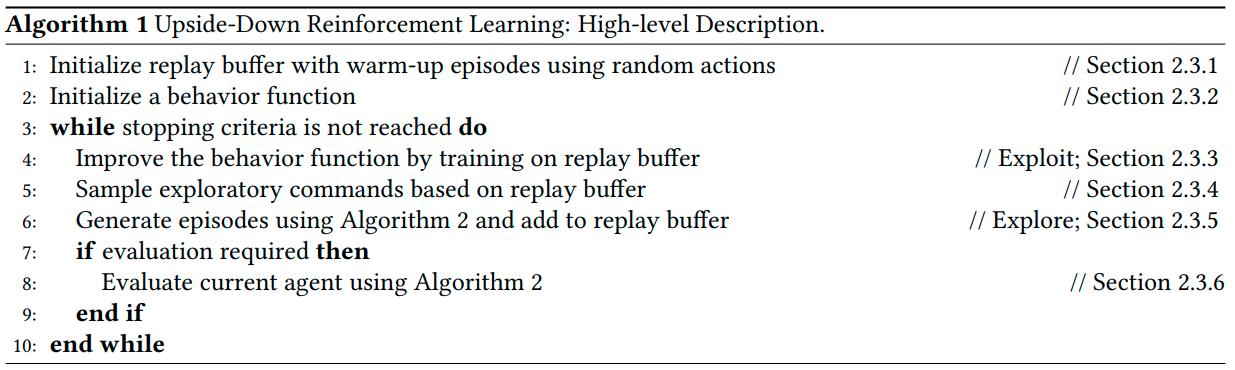 Algorithm 1 Upside-Down Reinforcement Learning: High-level Description.
1: Initialize replay buffer with warm-up episodes using random actions // Section 2.3.1
2: Initialize a behavior function // Section 2.3.2
3: while stopping criteria is not reached do
4: Improve the behavior function by training on replay buffer // Exploit; Section 2.3.3
5: Sample exploratory commands based on replay buffer // Section 2.3.4
6: Generate episodes using Algorithm 2 and add to replay buffer // Explore; Section 2.3.5
7: if evaluation required then
8: Evaluate current agent using Algorithm 2 // Section 2.3.6
9: end if
10: end while